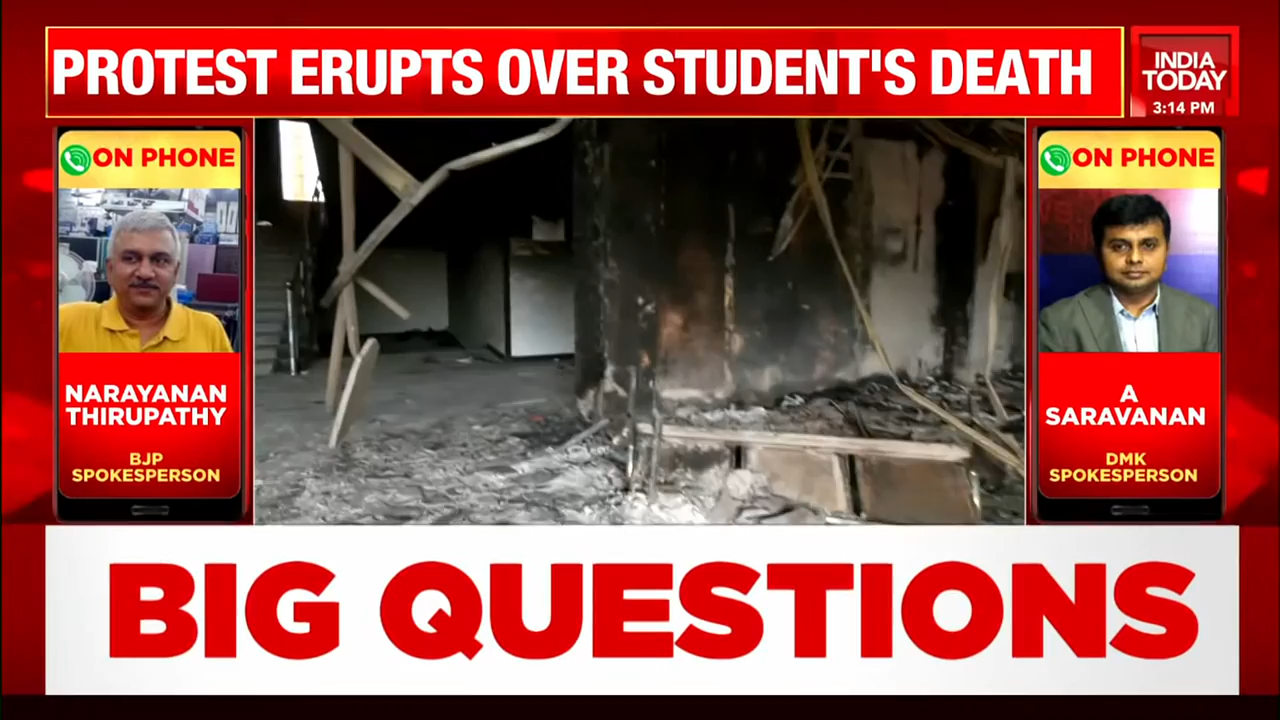 PROTEST ERUPTS OVER STUDENT'S DEATH
INDIA
TODAY
3:14 PM
ON PHONE
NARAYANAN
THIRUPATHY
BJP
SPOKESPERSON
ON PHONE
A
SARAVANAN
DMK
SPOKESPERSON
BIG QUESTIONS